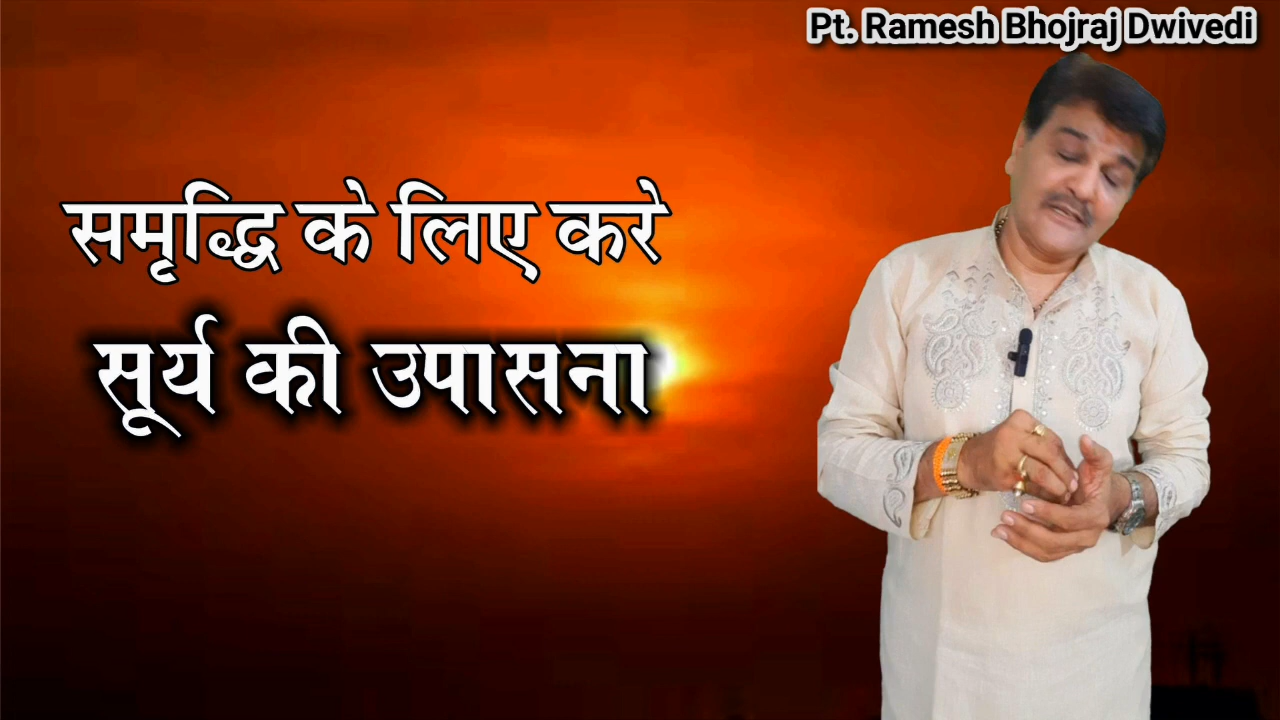 Pt. Ramesh Bhojraj Dwivedi
समृद्धि के लिए करे
सूर्य की उपासना